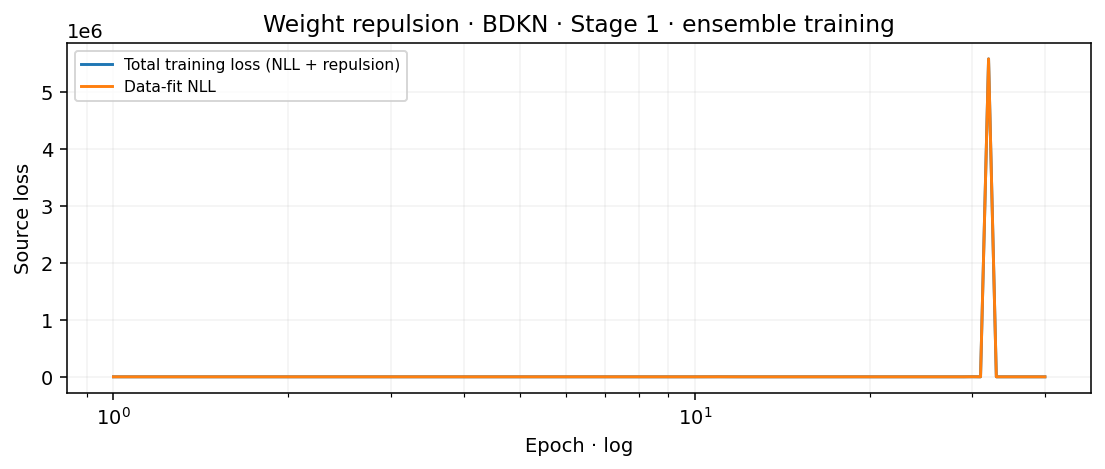 Weight repulsion · BDKN · Stage 1 · ensemble training
1e6
Total training loss (NLL + repulsion)
Data-fit NLL
5
4
3
2
1
0
Source loss
10⁰ 10¹
Epoch · log